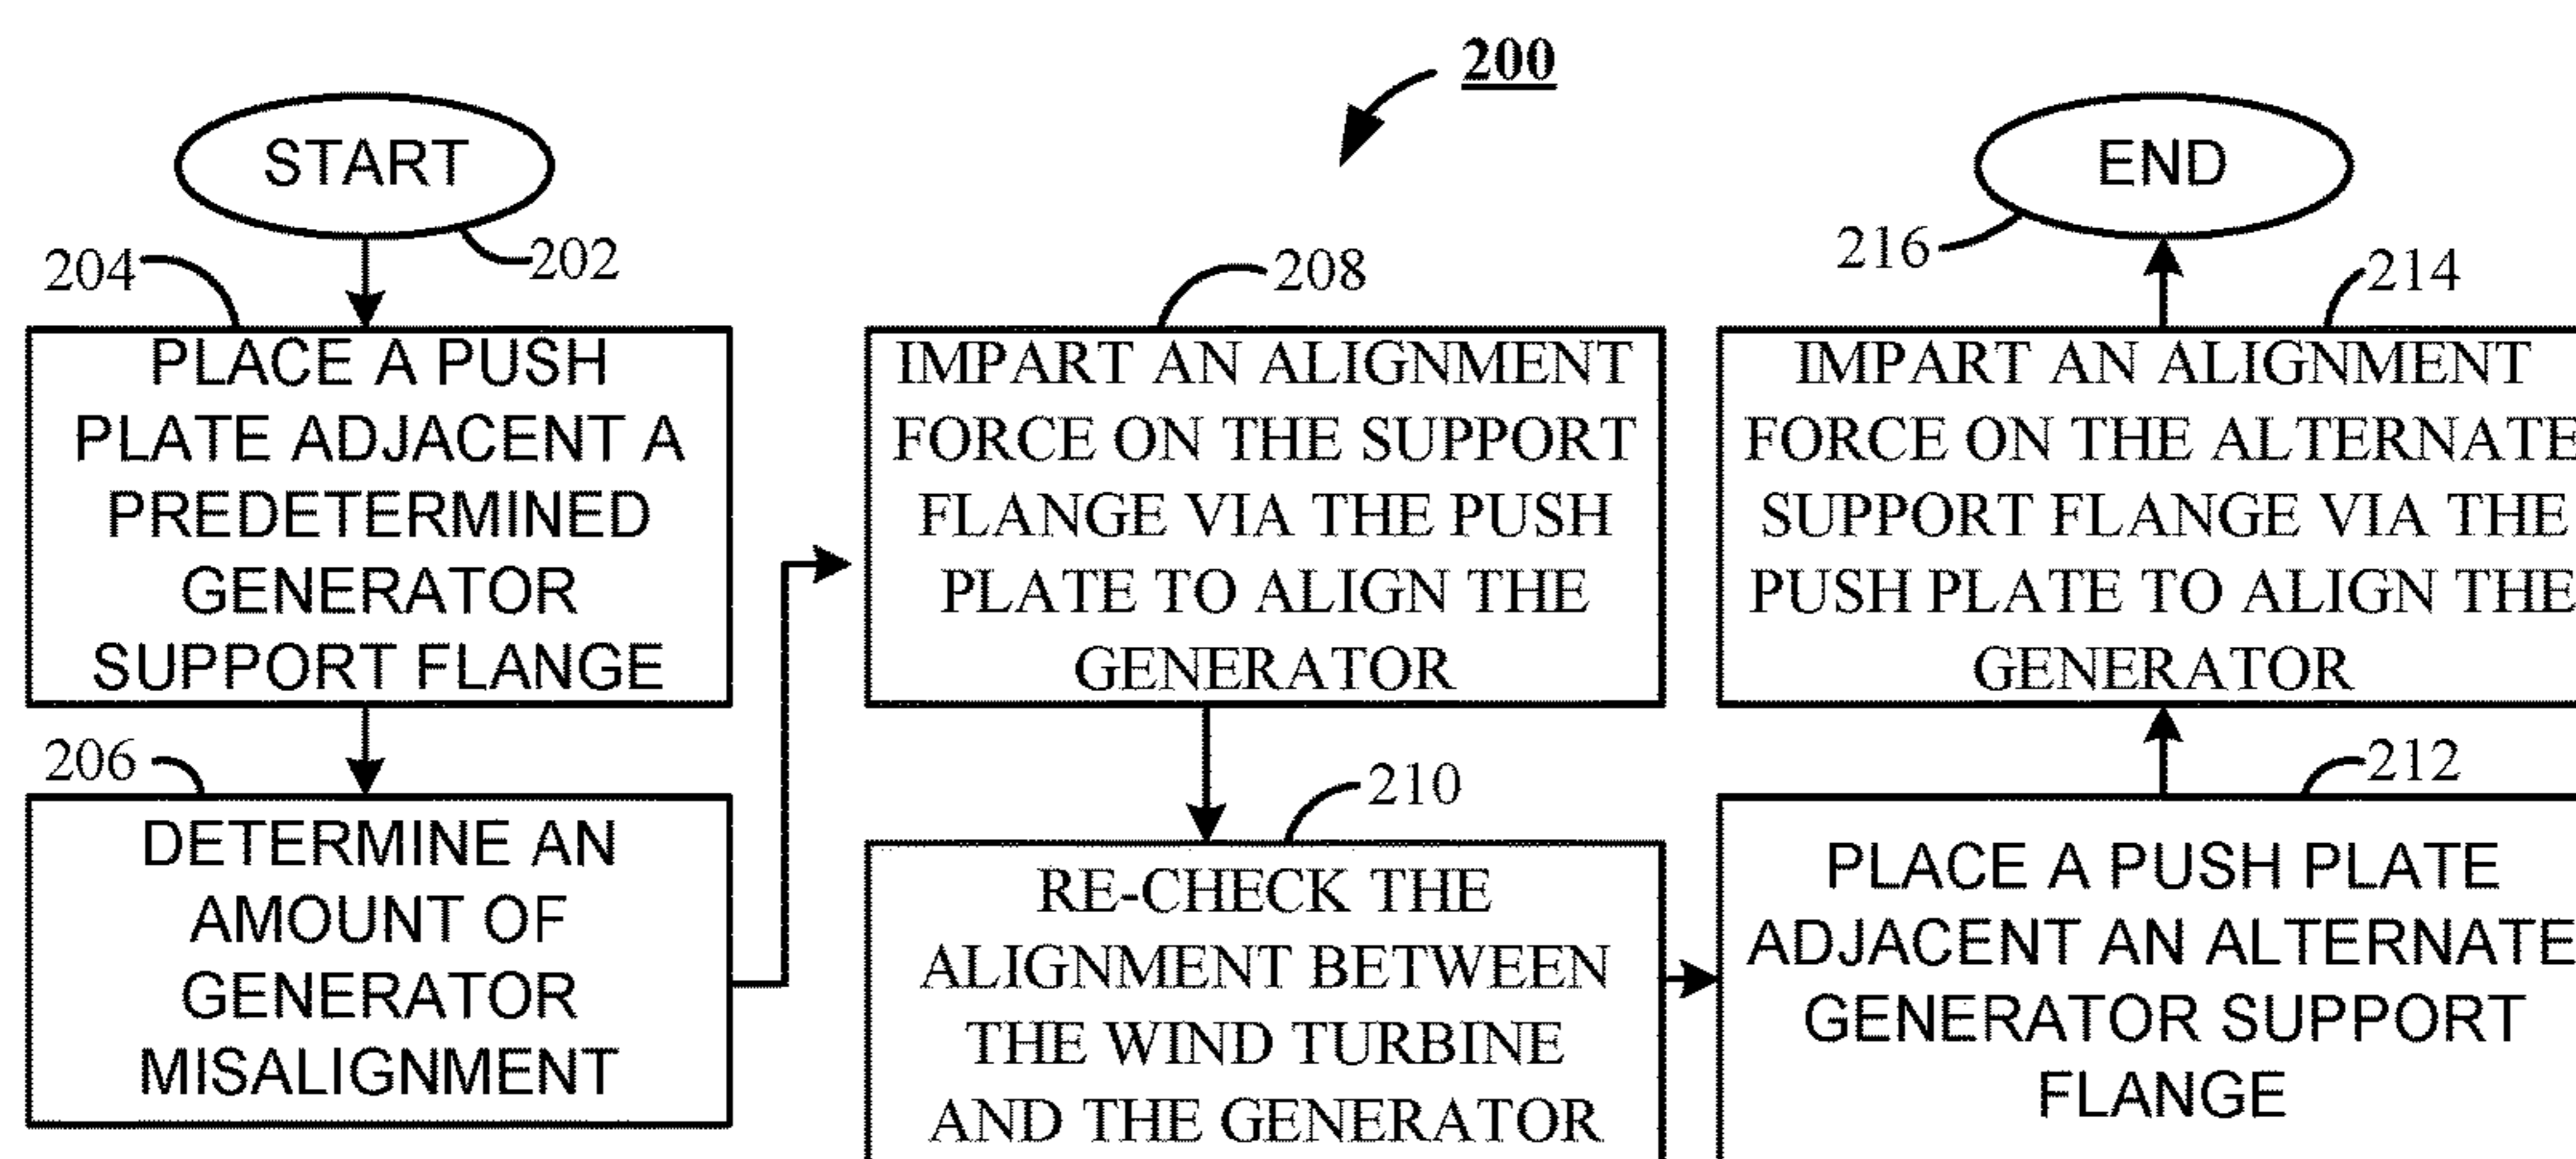 200
START
202
204
PLACE A PUSH
PLATE ADJACENT A
PREDETERMINED
GENERATOR
SUPPORT FLANGE
206
DETERMINE AN
AMOUNT OF
GENERATOR
MISALIGNMENT
208
IMPART AN ALIGNMENT
FORCE ON THE SUPPORT
FLANGE VIA THE PUSH
PLATE TO ALIGN THE
GENERATOR
210
RE-CHECK THE
ALIGNMENT BETWEEN
THE WIND TURBINE
AND THE GENERATOR
212
PLACE A PUSH PLATE
ADJACENT AN ALTERNATE
GENERATOR SUPPORT
FLANGE
214
IMPART AN ALIGNMENT
FORCE ON THE ALTERNATE
SUPPORT FLANGE VIA THE
PUSH PLATE TO ALIGN THE
GENERATOR
END
216